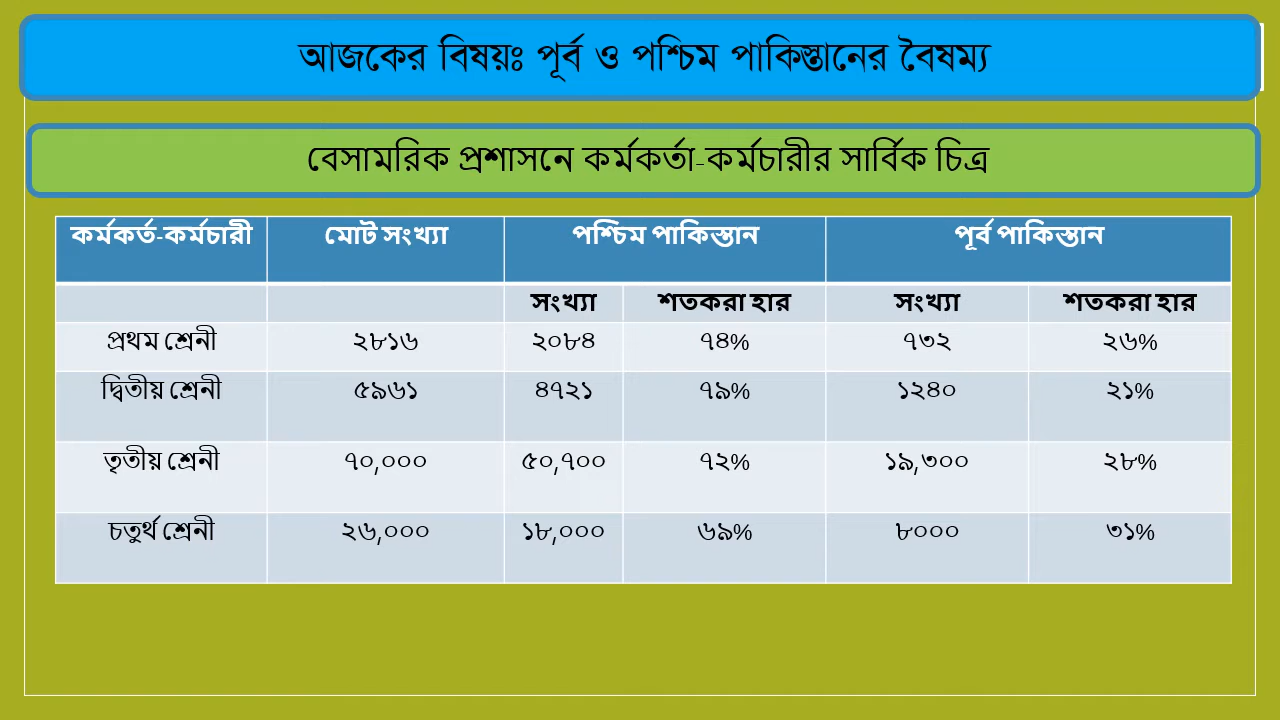 আজকের বিষয়ঃ পূর্ব ও পশ্চিম পাকিস্তানের বৈষম্য
বেসামরিক প্রশাসনে কর্মকর্তা-কর্মচারীর সার্বিক চিত্র
কর্মকর্ত-কর্মচারী মোট সংখ্যা পশ্চিম পাকিস্তান পূর্ব পাকিস্তান
সংখ্যা শতকরা হার সংখ্যা শতকরা হার
প্রথম শ্রেনী ২৮১৬ ২০৮৪ ৭৪% ৭৩২ ২৬%
দ্বিতীয় শ্রেনী ৫৯৬১ ৪৭২১ ৭৯% ১২৪০ ২১%
তৃতীয় শ্রেনী ৭০,০০০ ৫০,৭০০ ৭২% ১৯,৩০০ ২৮%
চতুর্থ শ্রেনী ২৬,০০০ ১৮,০০০ ৬৯% ৮০০০ ৩১%